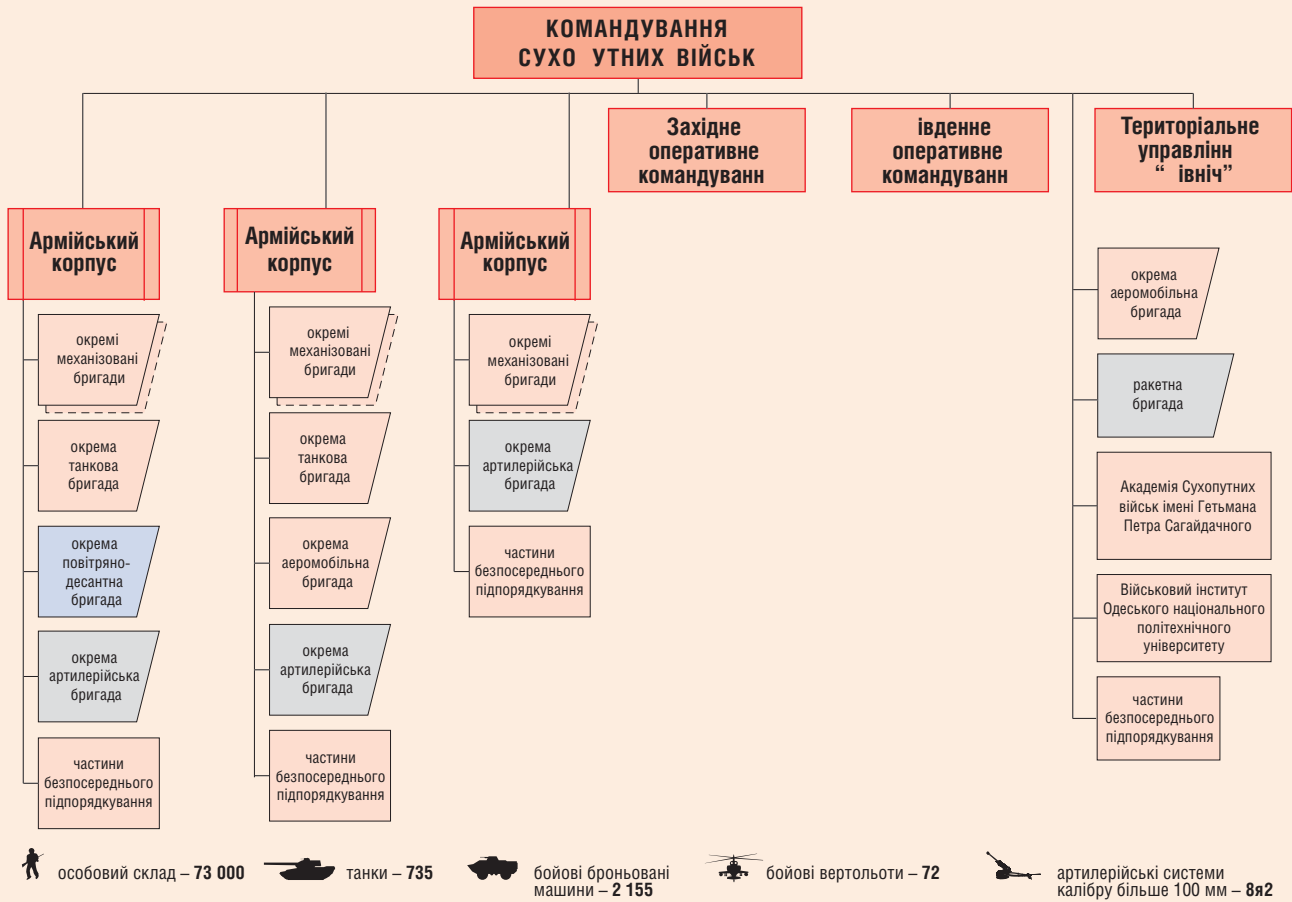 КОМАНДУВАННЯ
СУХО УТНИХ ВІЙСЬК
Західне
оперативне
командуванн
івденне
оперативне
командуванн
Територіальне
управлінн
“ івніч”
Армійський
корпус
окремі
механізовані
бригади
окрема
танкова
бригада
окрема
повітряно-
десантна
бригада
окрема
артилерійська
бригада
частини
безпосереднього
підпорядкування
Армійський
корпус
окремі
механізовані
бригади
окрема
танкова
бригада
окрема
аеромобільна
бригада
окрема
артилерійська
бригада
частини
безпосереднього
підпорядкування
Армійський
корпус
окремі
механізовані
бригади
окрема
артилерійська
бригада
частини
безпосереднього
підпорядкування
окрема
аеромобільна
бригада
ракетна
бригада
Академія Сухопутних
військ імені Гетьмана
Петра Сагайдачного
Військовий інститут
Одеського національного
політехнічного
університету
частини
безпосереднього
підпорядкування
особовий склад – 73 000
танки – 735
бойові броньовані
машини – 2 155
бойові вертольоти – 72
артилерійські системи
калібру більше 100 мм – 8я2